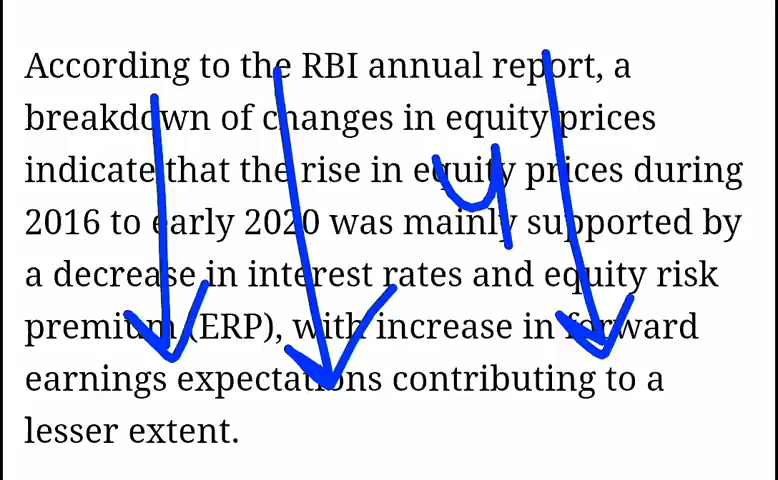 According to the RBI annual report, a
breakdown of changes in equity prices
indicate that the rise in equity prices during
2016 to early 2020 was mainly supported by
a decrease in interest rates and equity risk
premium (ERP), with increase in forward
earnings expectations contributing to a
lesser extent.